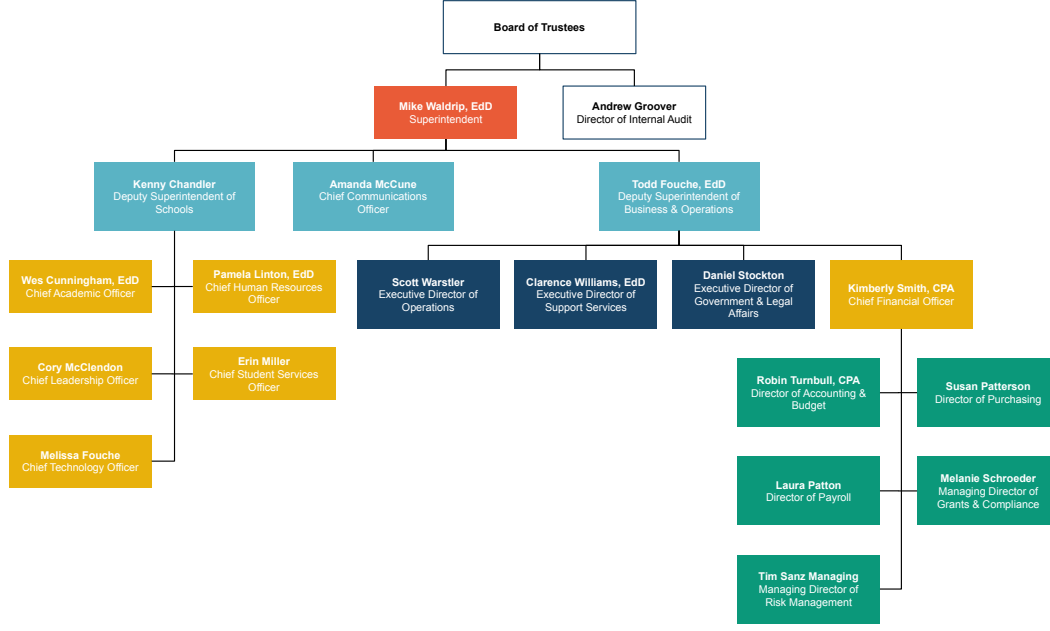 Board of Trustees
Mike Waldrip, EdD
Superintendent
Andrew Groover
Director of Internal Audit
Kenny Chandler
Deputy Superintendent of
Schools
Amanda McCune
Chief Communications
Officer
Todd Fouche, EdD
Deputy Superintendent of
Business & Operations
Wes Cunningham, EdD
Chief Academic Officer
Pamela Linton, EdD
Chief Human Resources
Officer
Scott Warstler
Executive Director of
Operations
Clarence Williams, EdD
Executive Director of
Support Services
Daniel Stockton
Executive Director of
Government & Legal
Affairs
Kimberly Smith, CPA
Chief Financial Officer
Cory McClendon
Chief Leadership Officer
Erin Miller
Chief Student Services
Officer
Robin Turnbull, CPA
Director of Accounting &
Budget
Susan Patterson
Director of Purchasing
Melissa Fouche
Chief Technology Officer
Laura Patton
Director of Payroll
Melanie Schroeder
Managing Director of
Grants & Compliance
Tim Sanz Managing
Managing Director of
Risk Management